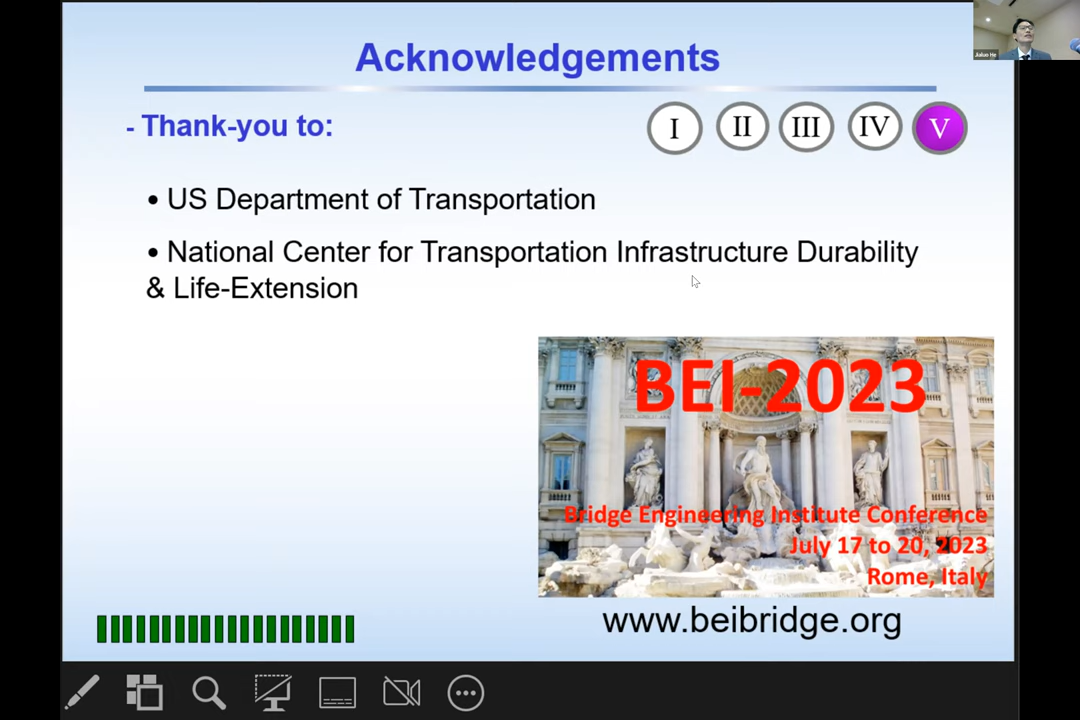 Acknowledgements
- Thank-you to:
I II III IV V
• US Department of Transportation
• National Center for Transportation Infrastructure Durability
& Life-Extension
BEI-2023
Bridge Engineering Institute Conference
July 17 to 20, 2023
Rome, Italy
www.beibridge.org